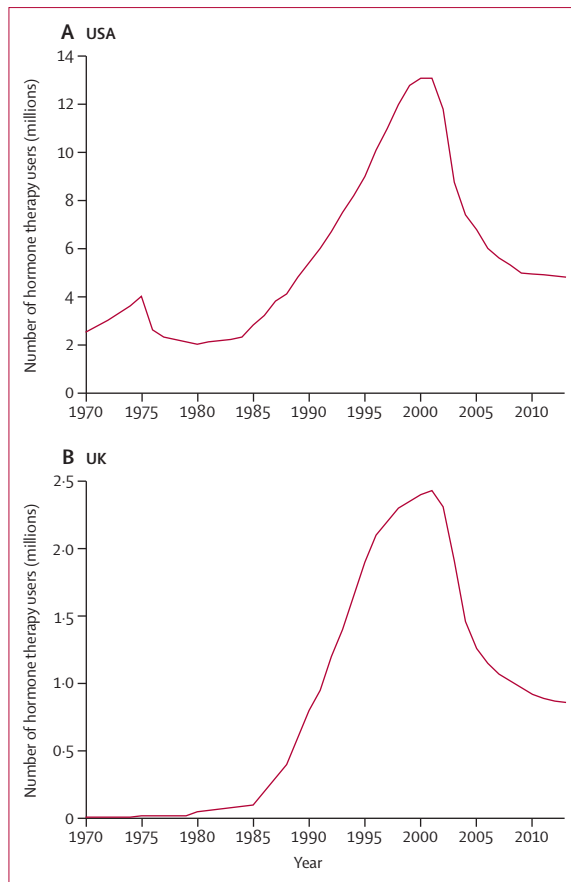 A USA
Number of hormone therapy users (millions)
14
12
10
8
6
4
2
0
1970 1975 1980 1985 1990 1995 2000 2005 2010
B UK
Number of hormone therapy users (millions)
2·5
2·0
1·5
1·0
0·5
0
1970 1975 1980 1985 1990 1995 2000 2005 2010
Year